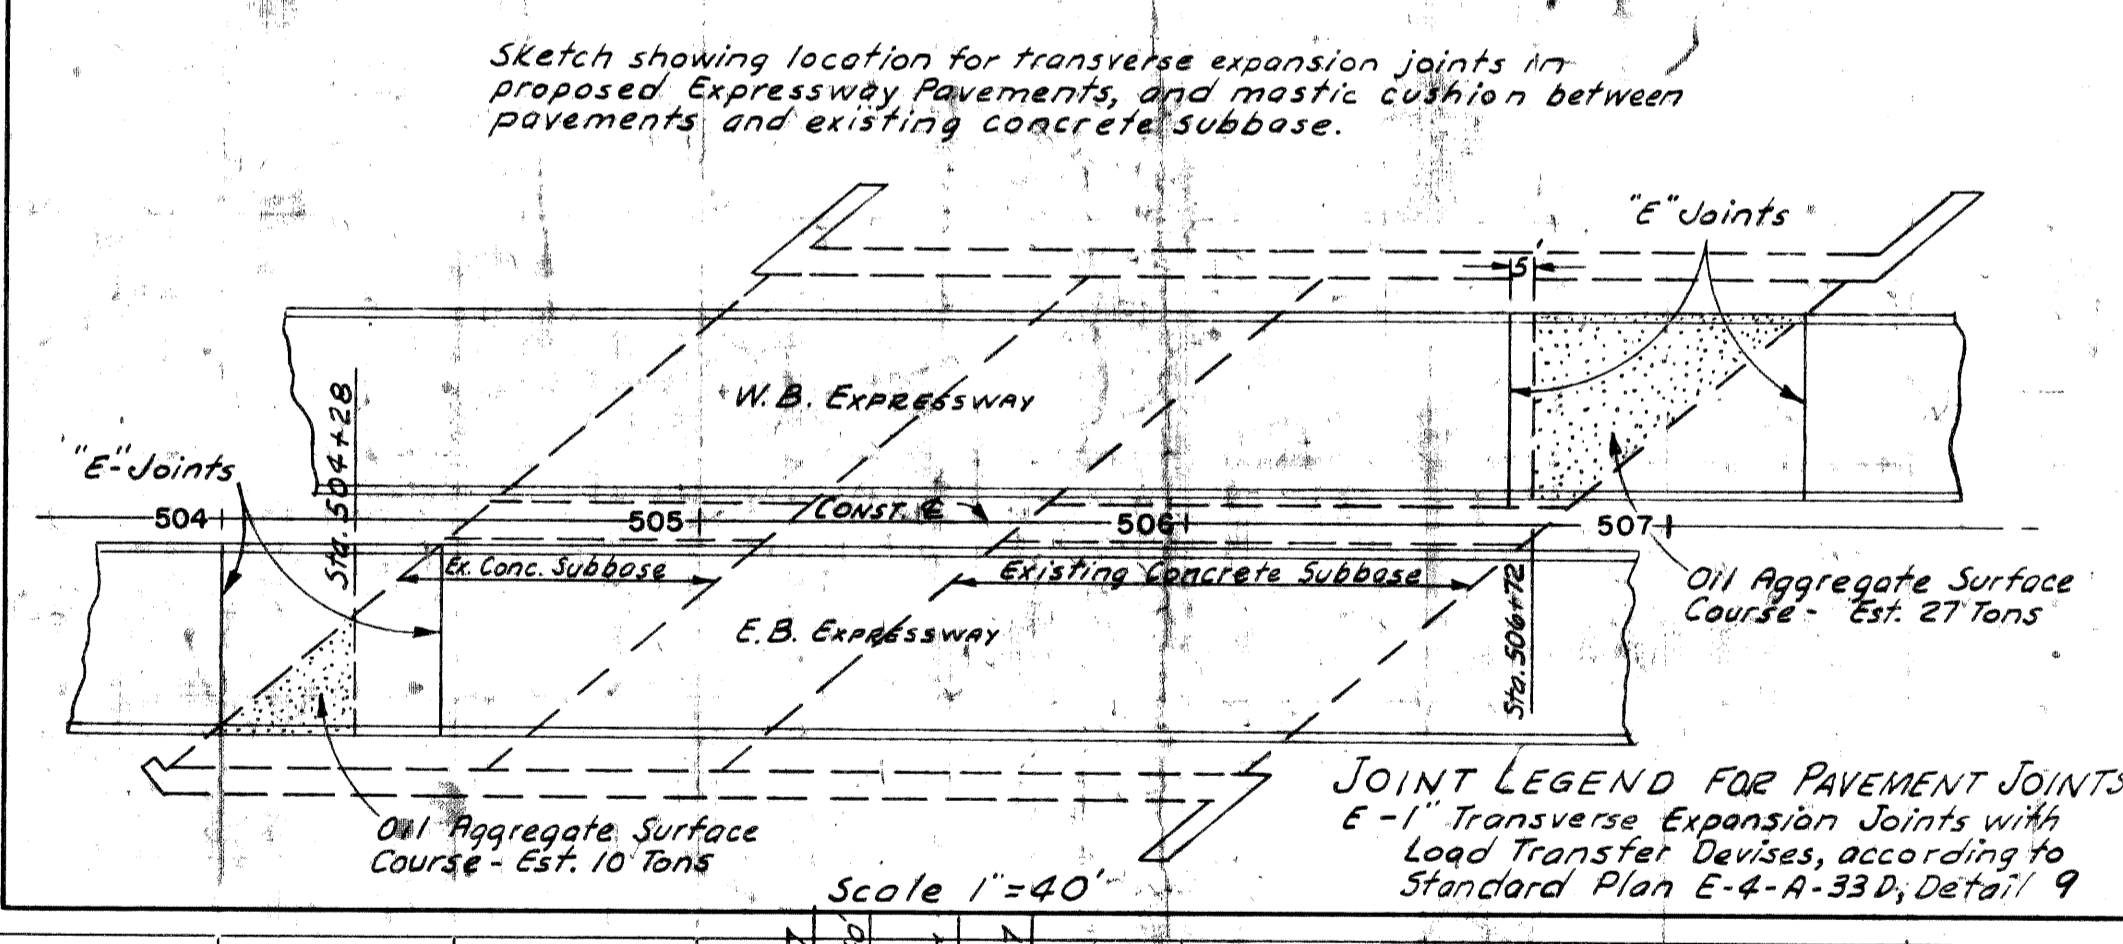 Sketch showing location for transverse expansion joints in
proposed Expressway Pavements, and mastic cushion between
pavements and existing concrete subbase.
"E" Joints
5'
W.B. EXPRESSWAY
Sta. 504+28
"E" Joints
504
505
CONST. ℄
506
507
Ex. Conc. Subbase
Existing Concrete Subbase
E.B. EXPRESSWAY
Sta. 506+72
Oil Aggregate Surface
Course - Est. 27 Tons
Oil Aggregate Surface
Course - Est. 10 Tons
JOINT LEGEND FOR PAVEMENT JOINTS
E - 1" Transverse Expansion Joints with
Load Transfer Devises, according to
Standard Plan E-4-A-33D, Detail 9
Scale 1"=40'